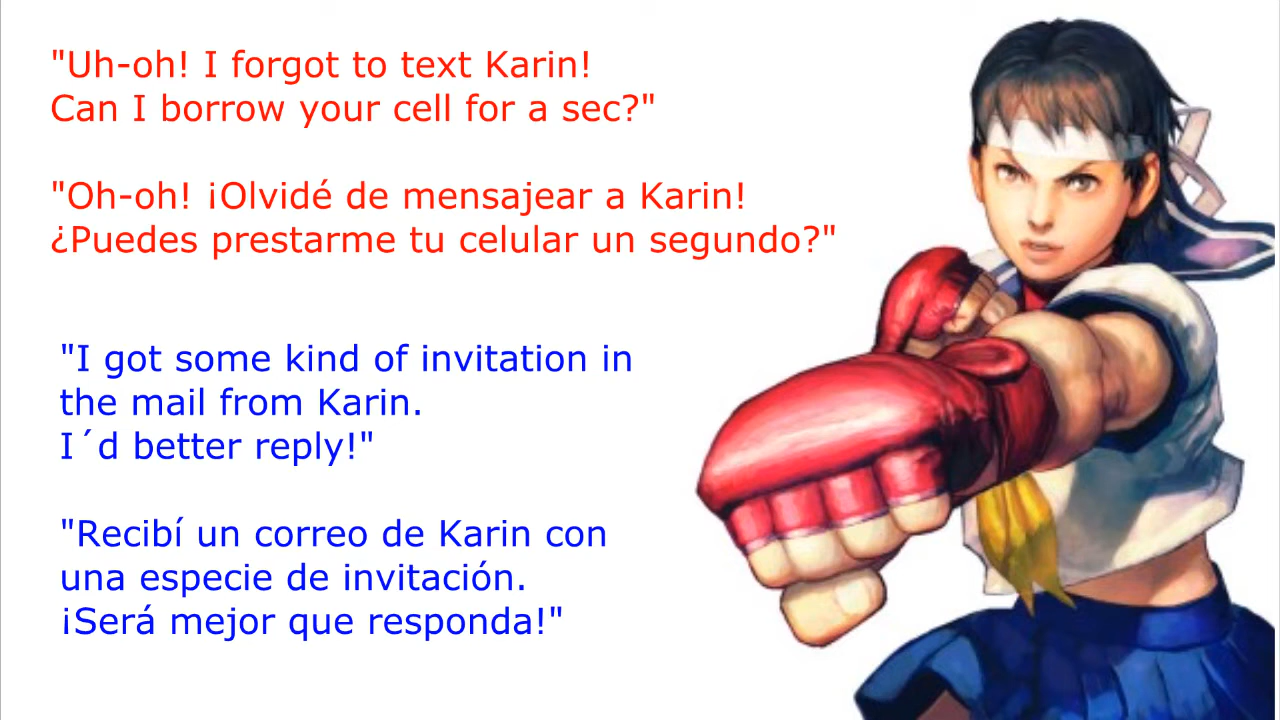 "Uh-oh! I forgot to text Karin!
Can I borrow your cell for a sec?"
"Oh-oh! ¡Olvidé de mensajear a Karin!
¿Puedes prestarme tu celular un segundo?"
"I got some kind of invitation in
the mail from Karin.
I´d better reply!"
"Recibí un correo de Karin con
una especie de invitación.
¡Será mejor que responda!"